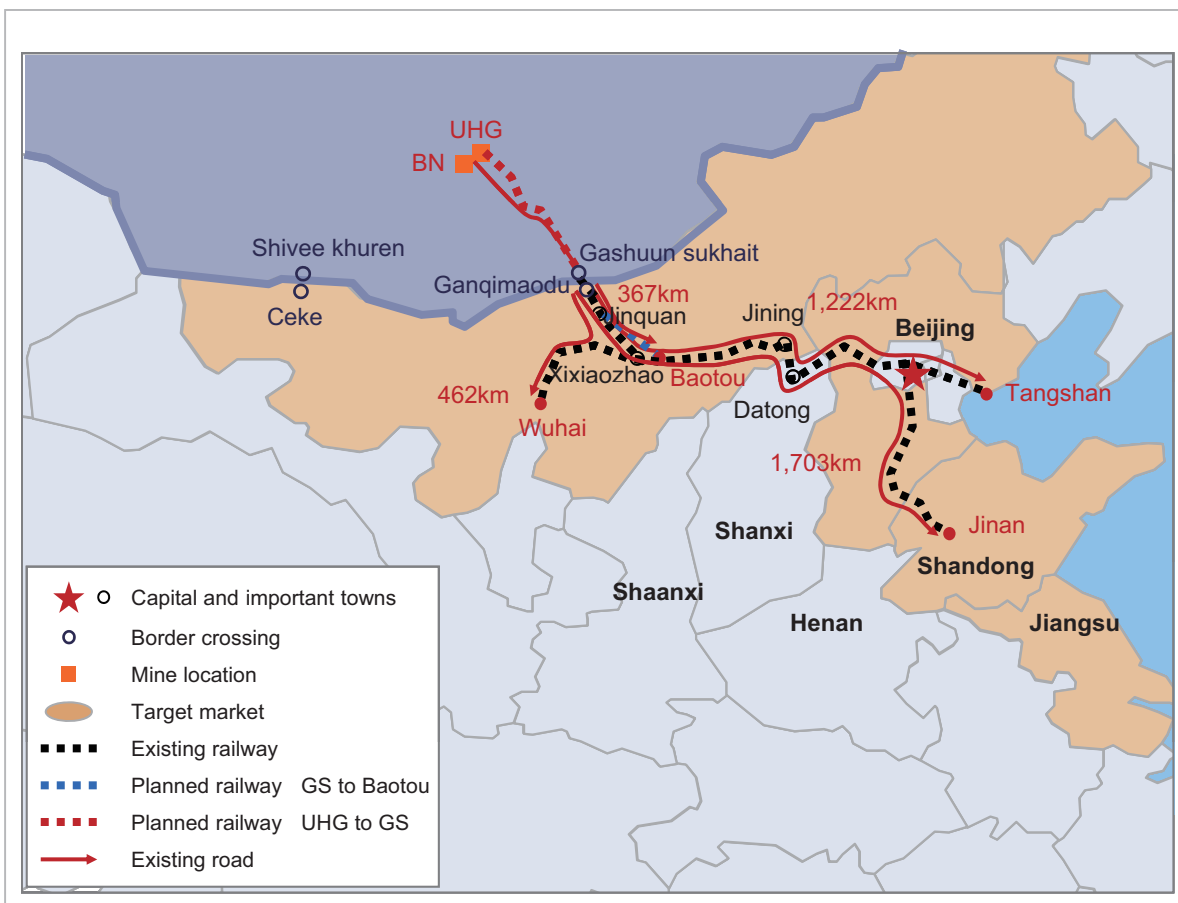 UHG
BN
Shivee khuren
Gashuun sukhait
Ganqimaodu
367km
Ceke
Jinquan
Jining
1,222km
Beijing
Xixiaozhao
Baotou
462km
Tangshan
Datong
Wuhai
1,703km
Jinan
Shanxi
Shandong
Shaanxi
Henan
Jiangsu
Capital and important towns
Border crossing
Mine location
Target market
Existing railway
Planned railway GS to Baotou
Planned railway UHG to GS
Existing road